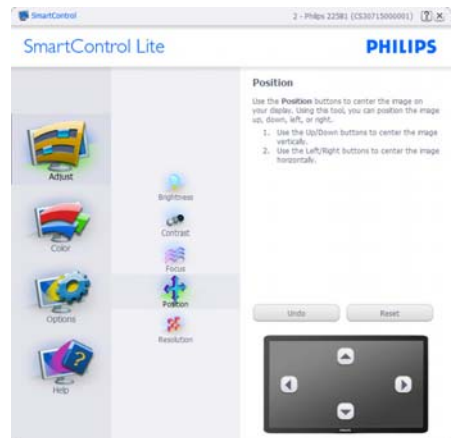 SmartControl
2 - Philips 225B1 (CS30715000001)
SmartControl Lite
PHILIPS
Adjust
Color
Options
Help
Brightness
Contrast
Focus
Position
Resolution
Position
Use the Position buttons to center the image on
your display. Using this tool, you can position the image
up, down, left, or right.
1. Use the Up/Down buttons to center the image
vertically.
2. Use the Left/Right buttons to center the image
horizontally.
Undo
Reset